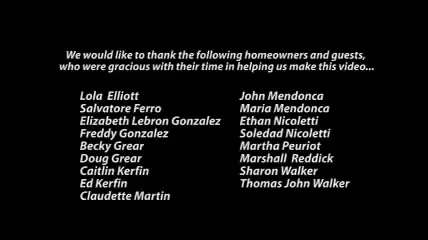 We would like to thank the following homeowners and guests,
who were gracious with their time in helping us make this video...
Lola Elliott
Salvatore Ferro
Elizabeth Lebron Gonzalez
Freddy Gonzalez
Becky Grear
Doug Grear
Caitlin Kerfin
Ed Kerfin
Claudette Martin
John Mendonca
Maria Mendonca
Ethan Nicoletti
Soledad Nicoletti
Martha Peuriot
Marshall Reddick
Sharon Walker
Thomas John Walker